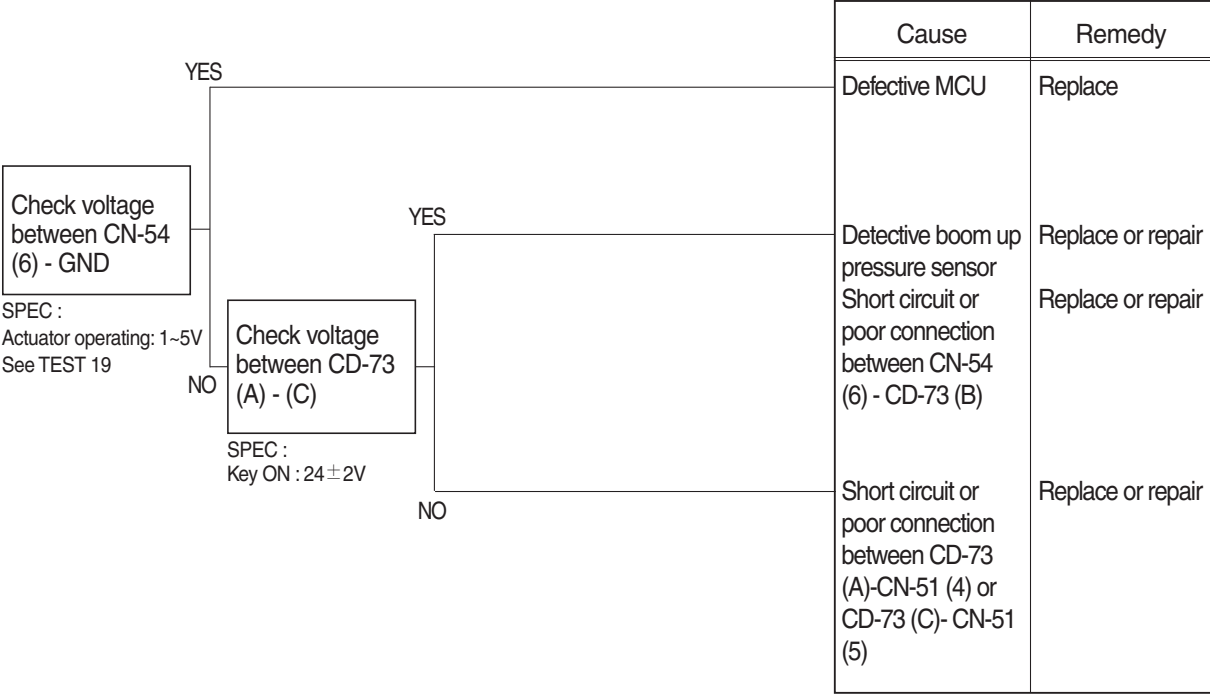 Cause
Remedy
YES
Defective MCU
Replace
Check voltage
between CN-54
(6) - GND
SPEC :
Actuator operating: 1~5V
See TEST 19
NO
YES
Detective boom up
pressure sensor
Replace or repair
Short circuit or
poor connection
between CN-54
(6) - CD-73 (B)
Replace or repair
Check voltage
between CD-73
(A) - (C)
SPEC :
Key ON : 24±2V
NO
Short circuit or
poor connection
between CD-73
(A)-CN-51 (4) or
CD-73 (C)- CN-51
(5)
Replace or repair